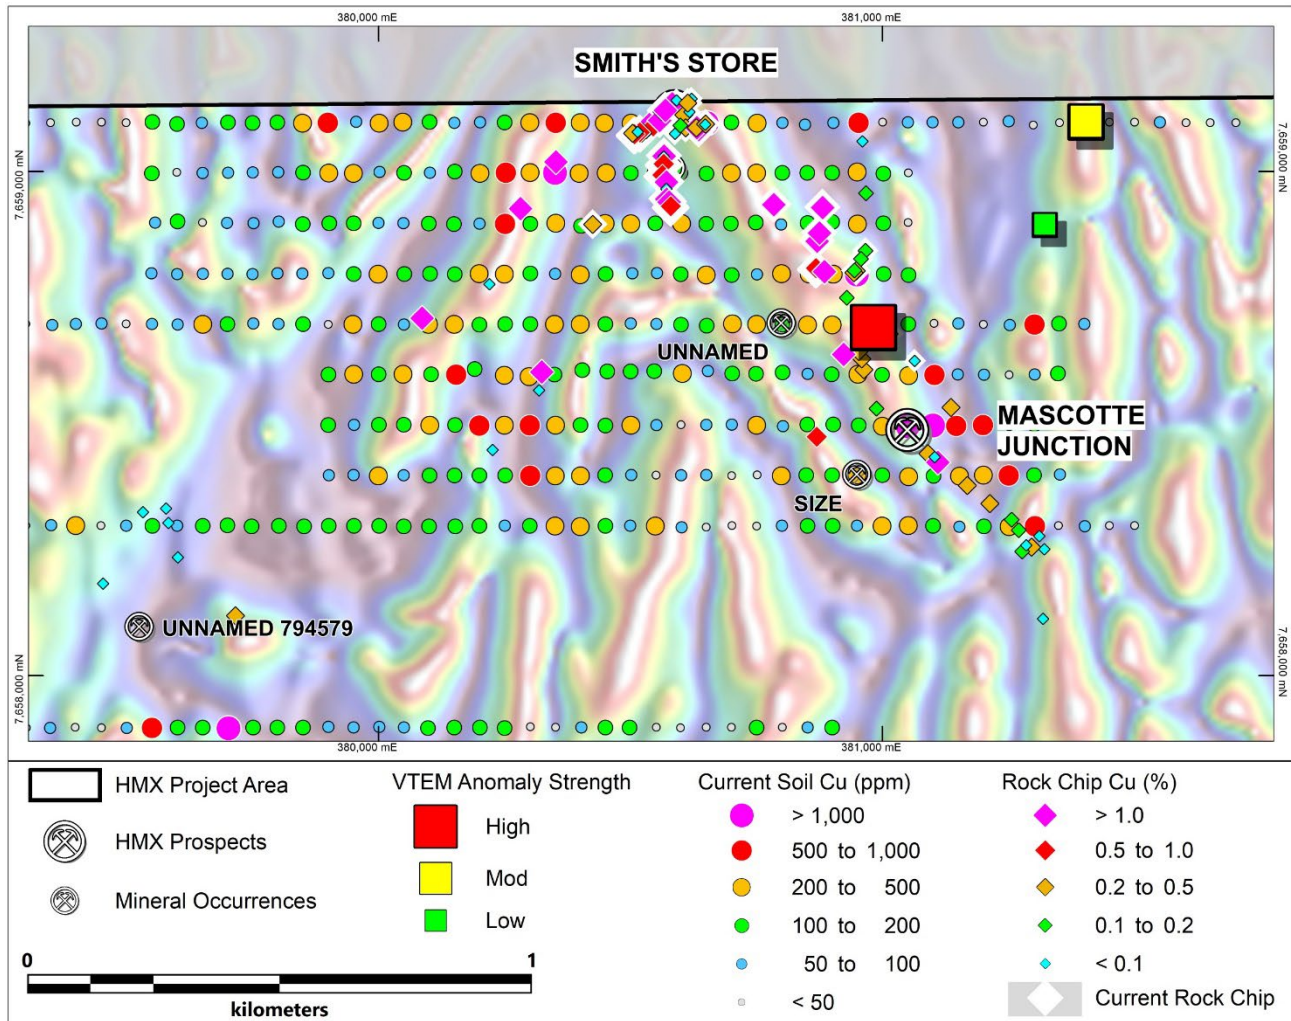 380,000 mE
381,000 mE
SMITH'S STORE
7,659,000 mN
7,659,000 mN
UNNAMED
MASCOTTE
JUNCTION
SIZE
UNNAMED 794579
7,658,000 mN
7,658,000 mN
380,000 mE
381,000 mE
HMX Project Area
HMX Prospects
Mineral Occurrences
0
1
kilometers
VTEM Anomaly Strength
High
Mod
Low
Current Soil Cu (ppm)
> 1,000
500 to 1,000
200 to 500
100 to 200
50 to 100
< 50
Rock Chip Cu (%)
> 1.0
0.5 to 1.0
0.2 to 0.5
0.1 to 0.2
< 0.1
Current Rock Chip